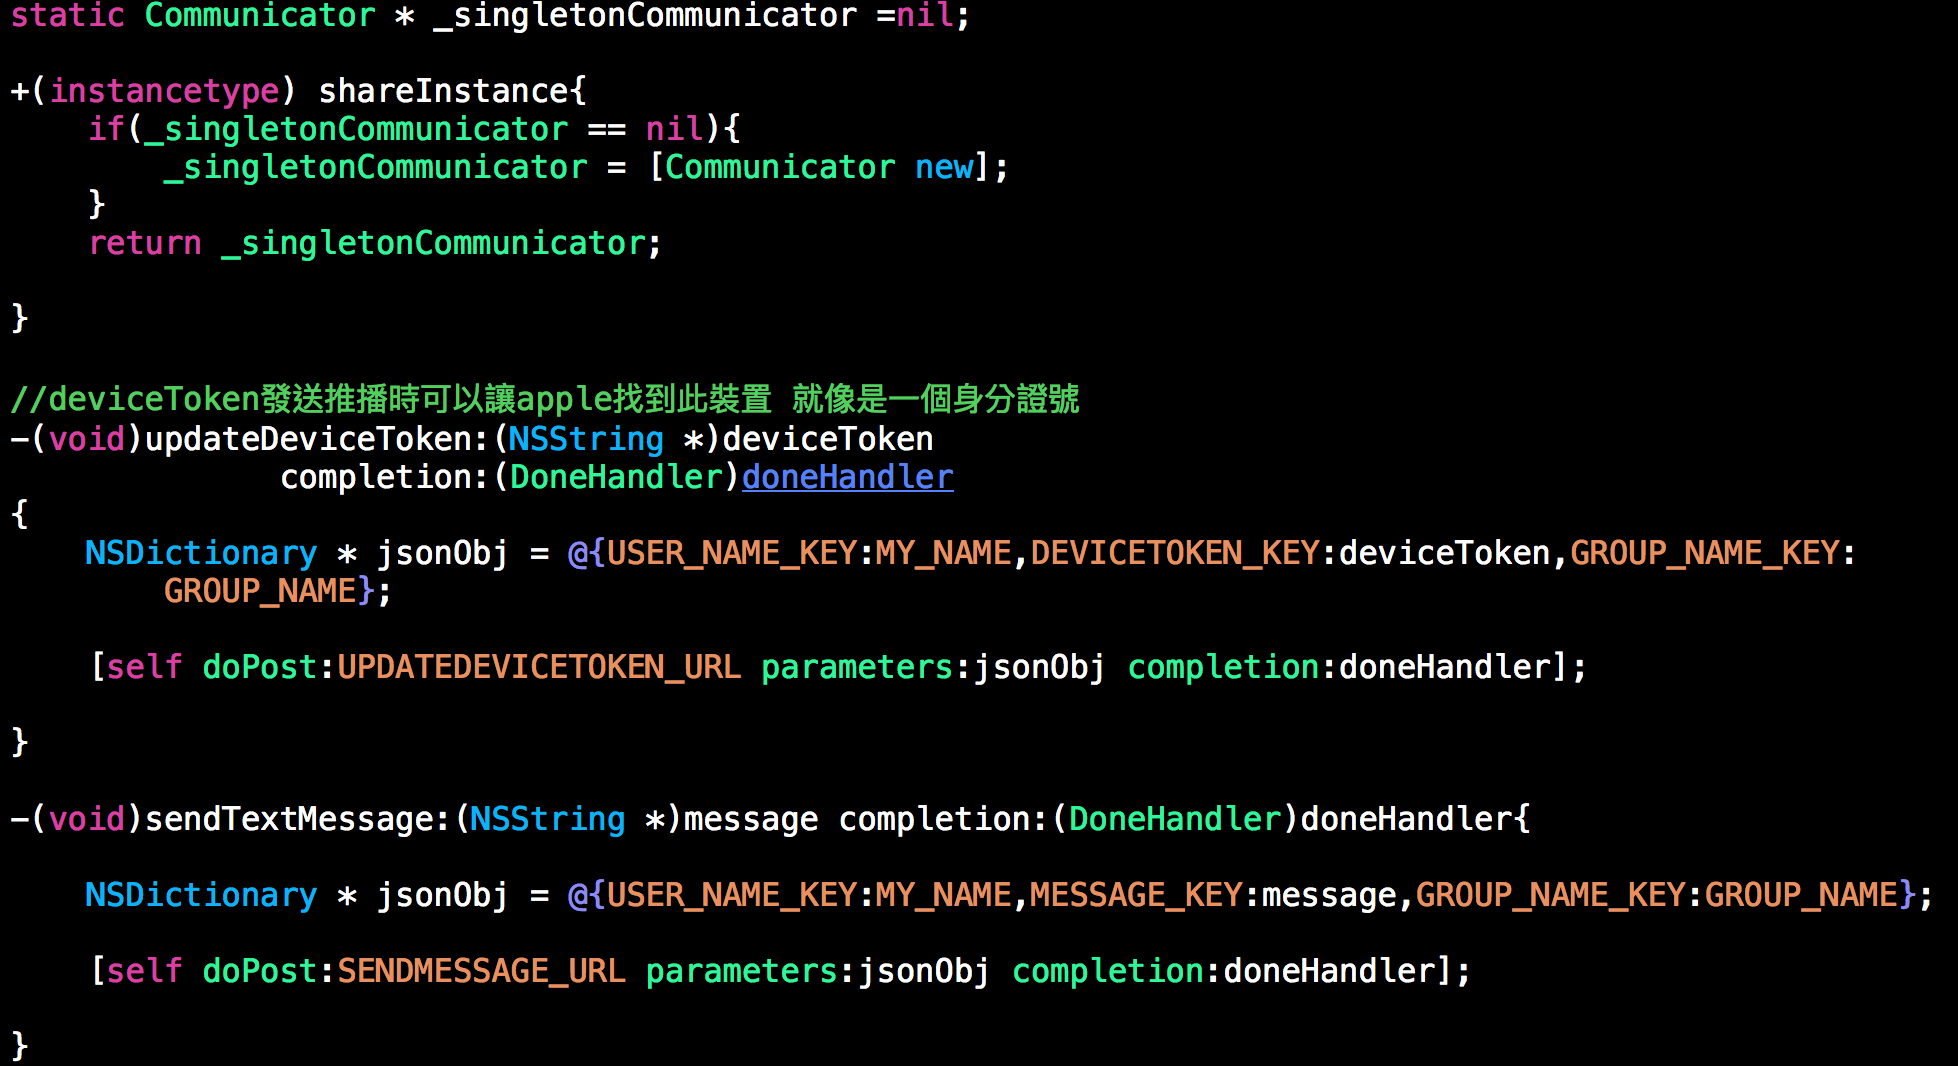 static Communicator * _singletonCommunicator =nil;
+(instancetype) shareInstance{
if(_singletonCommunicator == nil){
_singletonCommunicator = [Communicator new];
}
return _singletonCommunicator;
}
//deviceToken發送推播時可以讓apple找到此裝置 就像是一個身分證號
-(void)updateDeviceToken:(NSString *)deviceToken
completion:(DoneHandler)doneHandler
{
NSDictionary * jsonObj = @{USER_NAME_KEY:MY_NAME,DEVICETOKEN_KEY:deviceToken,GROUP_NAME_KEY:
GROUP_NAME};
[self doPost:UPDATEDEVICETOKEN_URL parameters:jsonObj completion:doneHandler];
}
-(void)sendTextMessage:(NSString *)message completion:(DoneHandler)doneHandler{
NSDictionary * jsonObj = @{USER_NAME_KEY:MY_NAME,MESSAGE_KEY:message,GROUP_NAME_KEY:GROUP_NAME};
[self doPost:SENDMESSAGE_URL parameters:jsonObj completion:doneHandler];
}